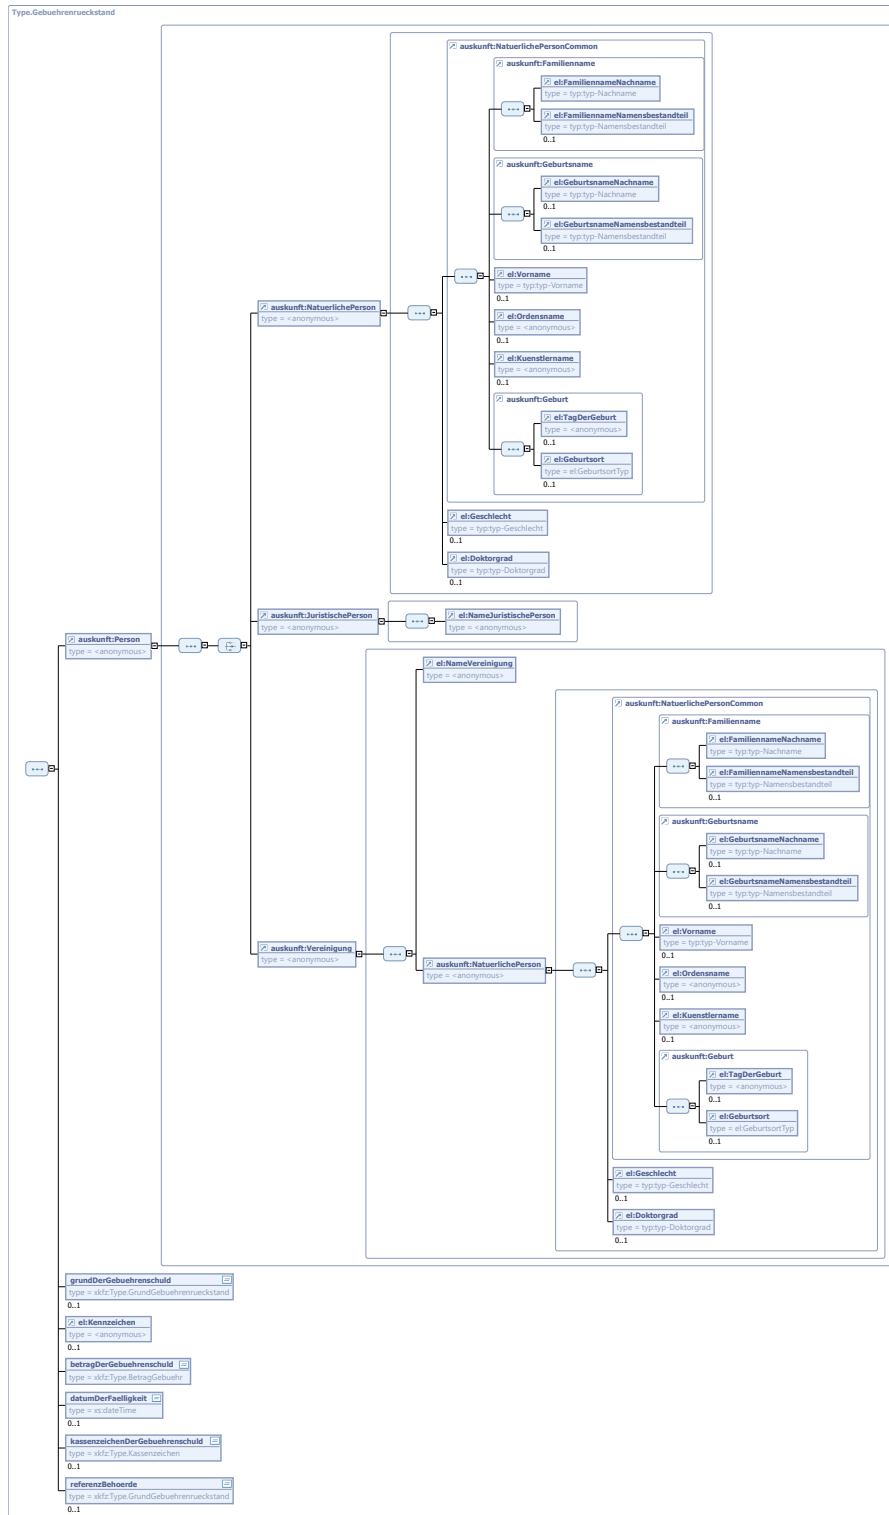 Type.Gebuehrenrueckstand
auskunft:NatuerlichePersonCommon
auskunft:Familienname
el:FamiliennameNachname
type = typ:typ-Nachname
el:FamiliennameNamensbestandteil
type = typ:typ-Namensbestandteil
0..1
auskunft:Geburtsname
el:GeburtsnameNachname
type = typ:typ-Nachname
0..1
el:GeburtsnameNamensbestandteil
type = typ:typ-Namensbestandteil
0..1
el:Vorname
type = typ:typ-Vorname
0..1
auskunft:NatuerlichePerson
type = <anonymous>
el:Ordensname
type = <anonymous>
0..1
el:Kuenstlername
type = <anonymous>
0..1
auskunft:Geburt
el:TagDerGeburt
type = <anonymous>
0..1
el:Geburtsort
type = el:GeburtsortTyp
0..1
el:Geschlecht
type = typ:typ-Geschlecht
0..1
el:Doktorgrad
type = typ:typ-Doktorgrad
0..1
auskunft:JuristischePerson
type = <anonymous>
el:NameJuristischePerson
type = <anonymous>
auskunft:Person
type = <anonymous>
el:NameVereinigung
type = <anonymous>
auskunft:NatuerlichePersonCommon
auskunft:Familienname
el:FamiliennameNachname
type = typ:typ-Nachname
el:FamiliennameNamensbestandteil
type = typ:typ-Namensbestandteil
0..1
auskunft:Geburtsname
el:GeburtsnameNachname
type = typ:typ-Nachname
0..1
el:GeburtsnameNamensbestandteil
type = typ:typ-Namensbestandteil
0..1
el:Vorname
type = typ:typ-Vorname
0..1
auskunft:Vereinigung
type = <anonymous>
auskunft:NatuerlichePerson
type = <anonymous>
el:Ordensname
type = <anonymous>
0..1
el:Kuenstlername
type = <anonymous>
0..1
auskunft:Geburt
el:TagDerGeburt
type = <anonymous>
0..1
el:Geburtsort
type = el:GeburtsortTyp
0..1
el:Geschlecht
type = typ:typ-Geschlecht
0..1
el:Doktorgrad
type = typ:typ-Doktorgrad
0..1
grundDerGebuehrenschuld
type = xkfz:Type.GrundGebuehrenrueckstand
0..1
el:Kennzeichen
type = <anonymous>
0..1
betragDerGebuehrenschuld
type = xkfz:Type.BetragGebuehr
datumDerFaelligkeit
type = xs:dateTime
0..1
kassenzeichenDerGebuehrenschuld
type = xkfz:Type.Kassenzeichen
0..1
referenzBehoerde
type = xkfz:Type.GrundGebuehrenrueckstand
0..1